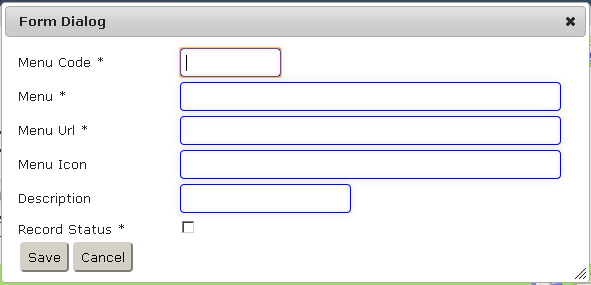 Form Dialog
Menu Code *
Menu *
Menu Url *
Menu Icon
Description
Record Status *
Save Cancel